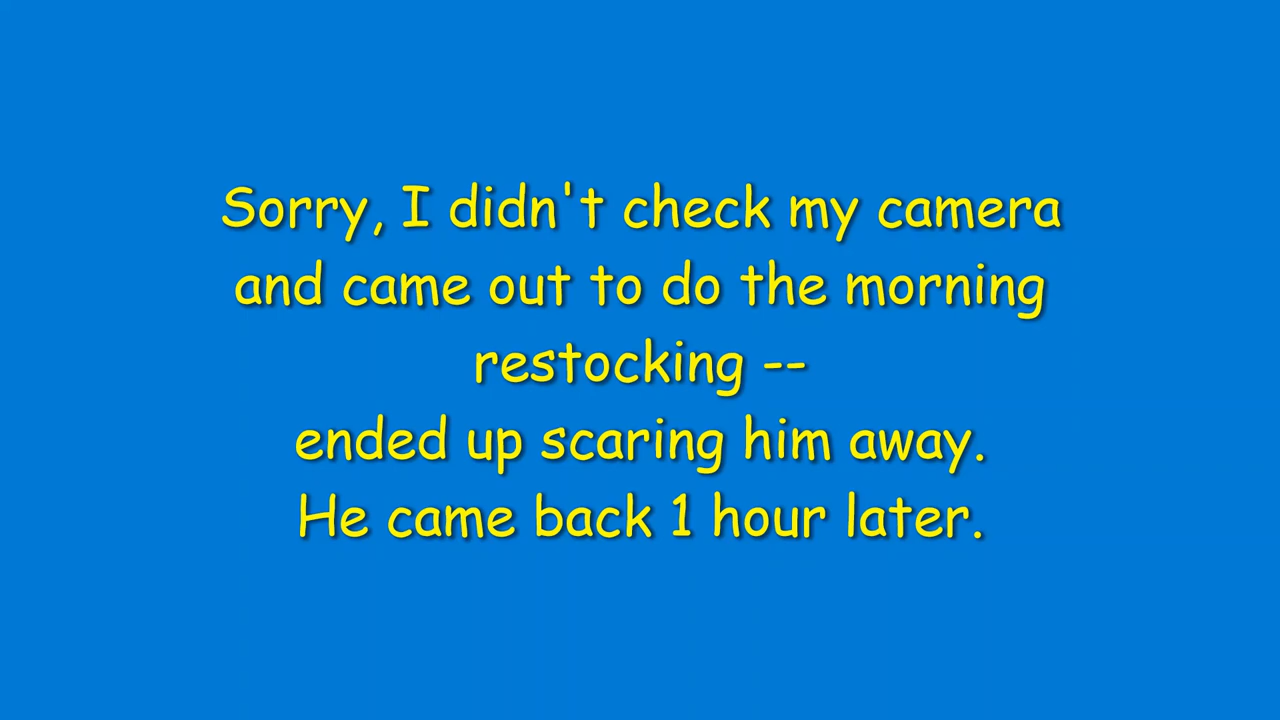 Sorry, I didn't check my camera
and came out to do the morning
restocking --
ended up scaring him away.
He came back 1 hour later.